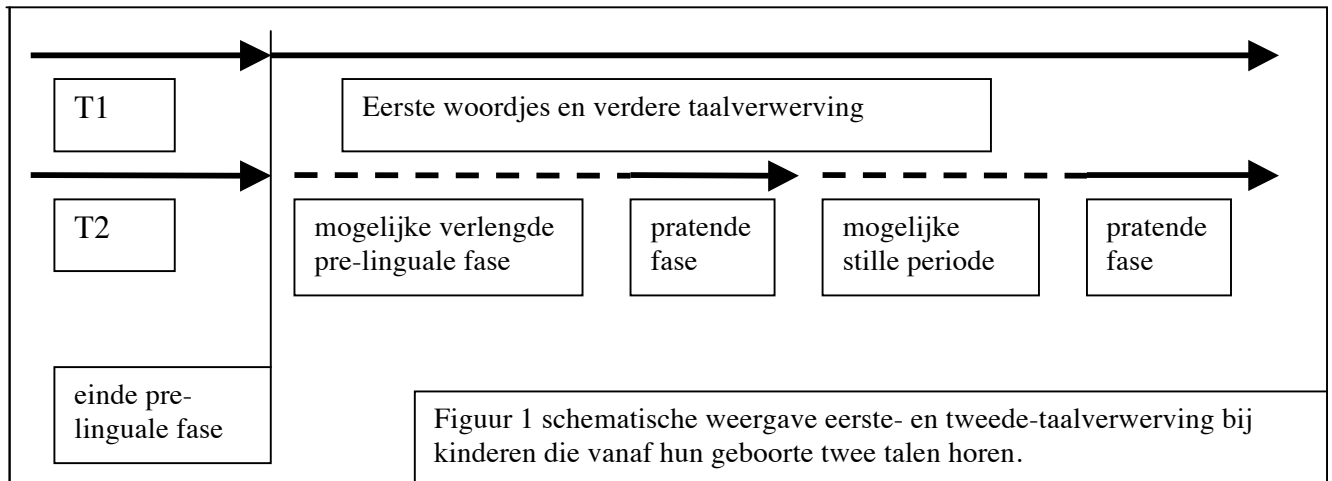 T1
Eerste woordjes en verdere taalverwerving
T2
mogelijke verlengde
pre-linguale fase
pratende
fase
mogelijke
stille periode
pratende
fase
einde pre-
linguale fase
Figuur 1 schematische weergave eerste- en tweede-taalverwerving bij
kinderen die vanaf hun geboorte twee talen horen.